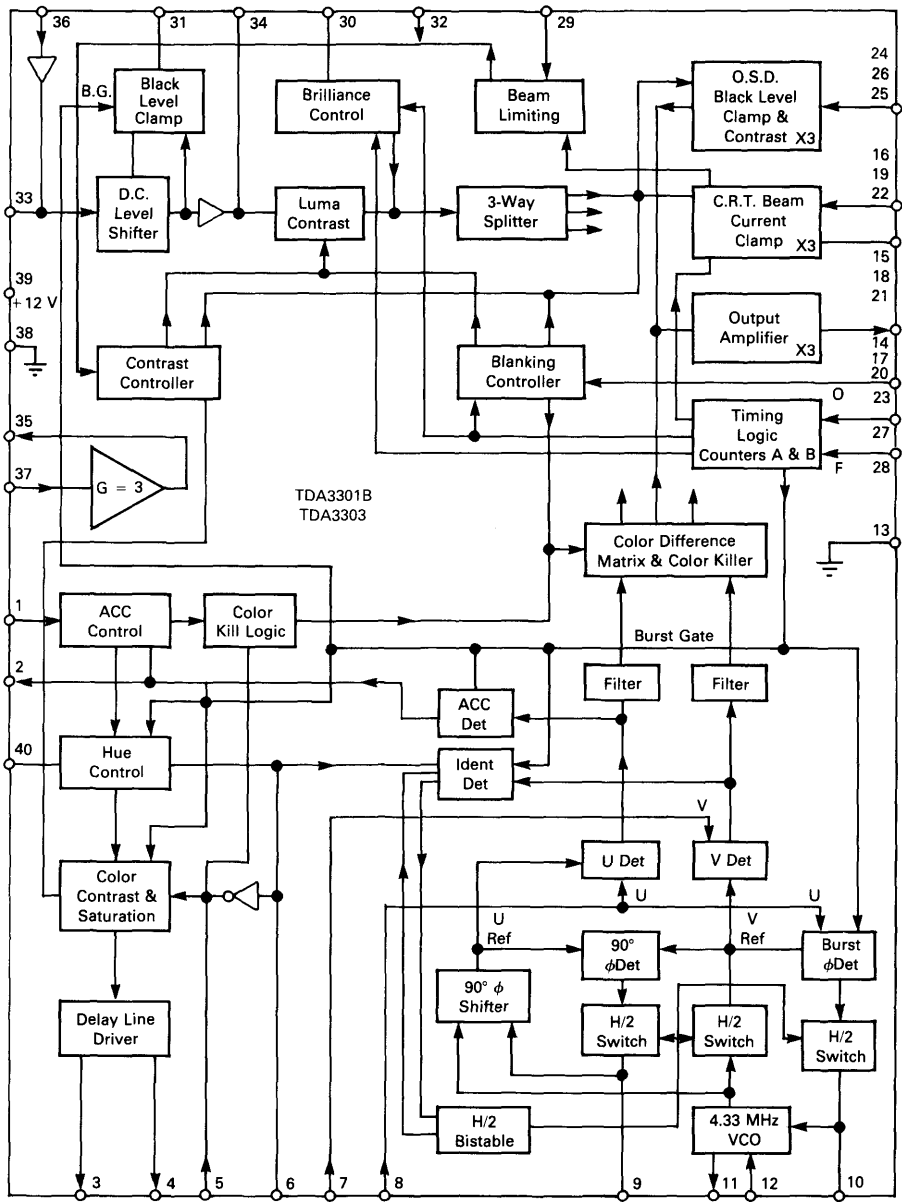 36
31
34
30
32
29
24
26
25
B.G.
Black
Level
Clamp
Brilliance
Control
Beam
Limiting
O.S.D.
Black Level
Clamp &
Contrast
X3
16
19
22
33
D.C.
Level
Shifter
Luma
Contrast
3-Way
Splitter
C.R.T. Beam
Current
Clamp
X3
15
18
21
39
+ 12 V
38
Contrast
Controller
Blanking
Controller
Output
Amplifier
X3
14
17
20
O
23
27
F
28
Timing
Logic
Counters A & B
35
37
G = 3
TDA3301B
TDA3303
13
Color Difference
Matrix & Color Killer
1
ACC
Control
Color
Kill Logic
Burst Gate
2
Filter
Filter
ACC
Det
40
Hue
Control
Ident
Det
V
Color
Contrast &
Saturation
U Det
V Det
U
Ref
U
V
Ref
U
90°
ϕDet
Burst
ϕDet
90° ϕ
Shifter
Delay Line
Driver
H/2
Switch
H/2
Switch
H/2
Switch
H/2
Bistable
4.33 MHz
VCO
3
4
5
6
7
8
9
11
12
10